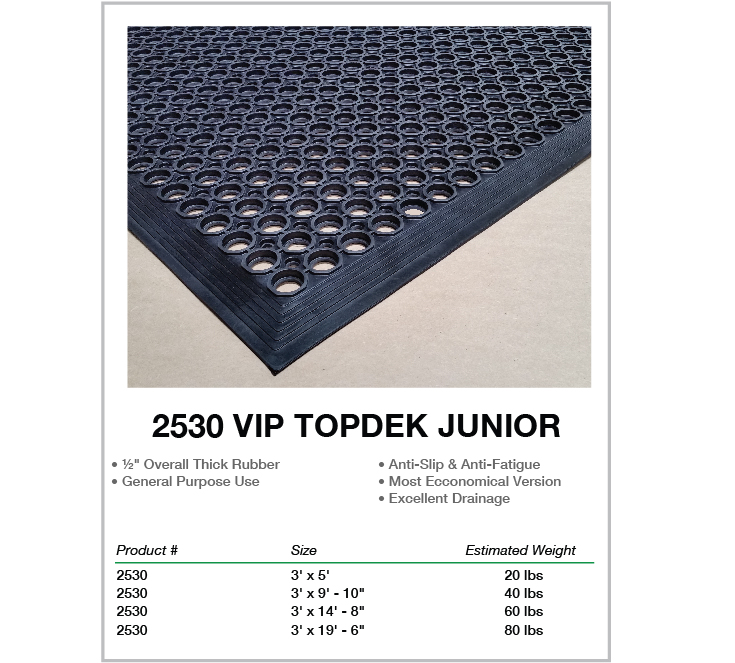 2530 VIP TOPDEK JUNIOR
• ½" Overall Thick Rubber
• General Purpose Use
• Anti-Slip & Anti-Fatigue
• Most Ecconomical Version
• Excellent Drainage
Product # Size Estimated Weight
2530 3' x 5' 20 lbs
2530 3' x 9' - 10" 40 lbs
2530 3' x 14' - 8" 60 lbs
2530 3' x 19' - 6" 80 lbs